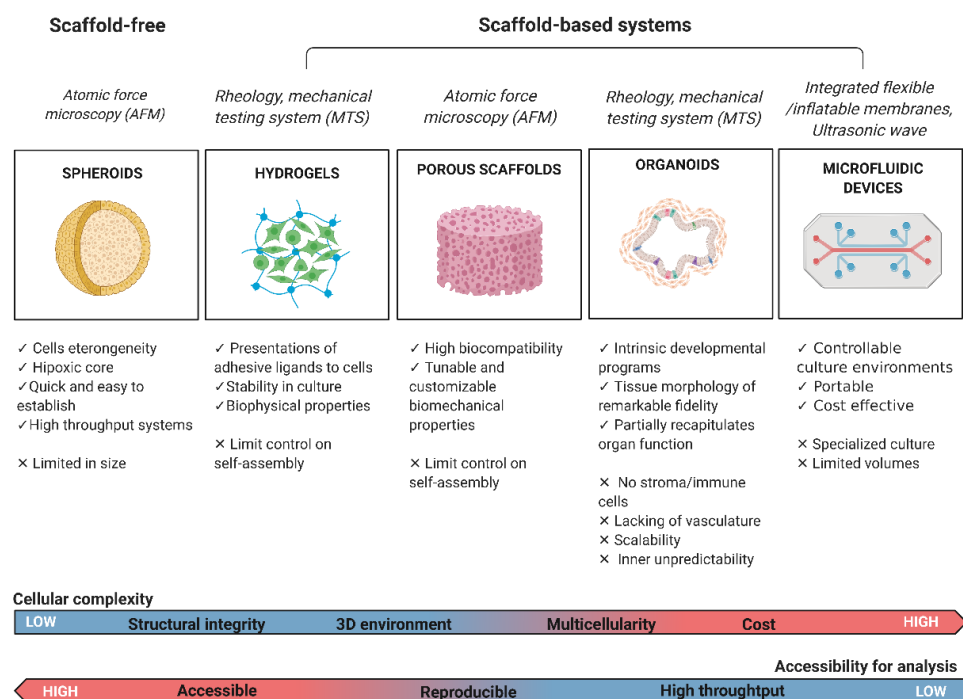 Scaffold-free
Scaffold-based systems
Atomic force
microscopy (AFM)
Rheology, mechanical
testing system (MTS)
Atomic force
microscopy (AFM)
Rheology, mechanical
testing system (MTS)
Integrated flexible
/inflatable membranes,
Ultrasonic wave
SPHEROIDS
HYDROGELS
POROUS SCAFFOLDS
ORGANOIDS
MICROFLUIDIC
DEVICES
✓ Cells eterongeneity
✓ Hipoxic core
✓Quick and easy to
establish
✓High throughput systems
✕ Limited in size
✓ Presentations of
adhesive ligands to cells
✓Stability in culture
✓Biophysical properties
✕ Limit control on
self-assembly
✓ High biocompatibility
✓ Tunable and
customizable
biomechanical
properties
✕ Limit control on
self-assembly
✓ Intrinsic developmental
programs
✓ Tissue morphology of
remarkable fidelity
✓ Partially recapitulates
organ function
✕ No stroma/immune
cells
✕ Lacking of vasculature
✕ Scalability
✕ Inner unpredictability
✓ Controllable
culture environments
✓ Portable
✓ Cost effective
✕ Specialized culture
✕ Limited volumes
Cellular complexity
LOW Structural integrity 3D environment Multicellularity Cost HIGH
Accessibility for analysis
HIGH Accessible Reproducible High throughtput LOW